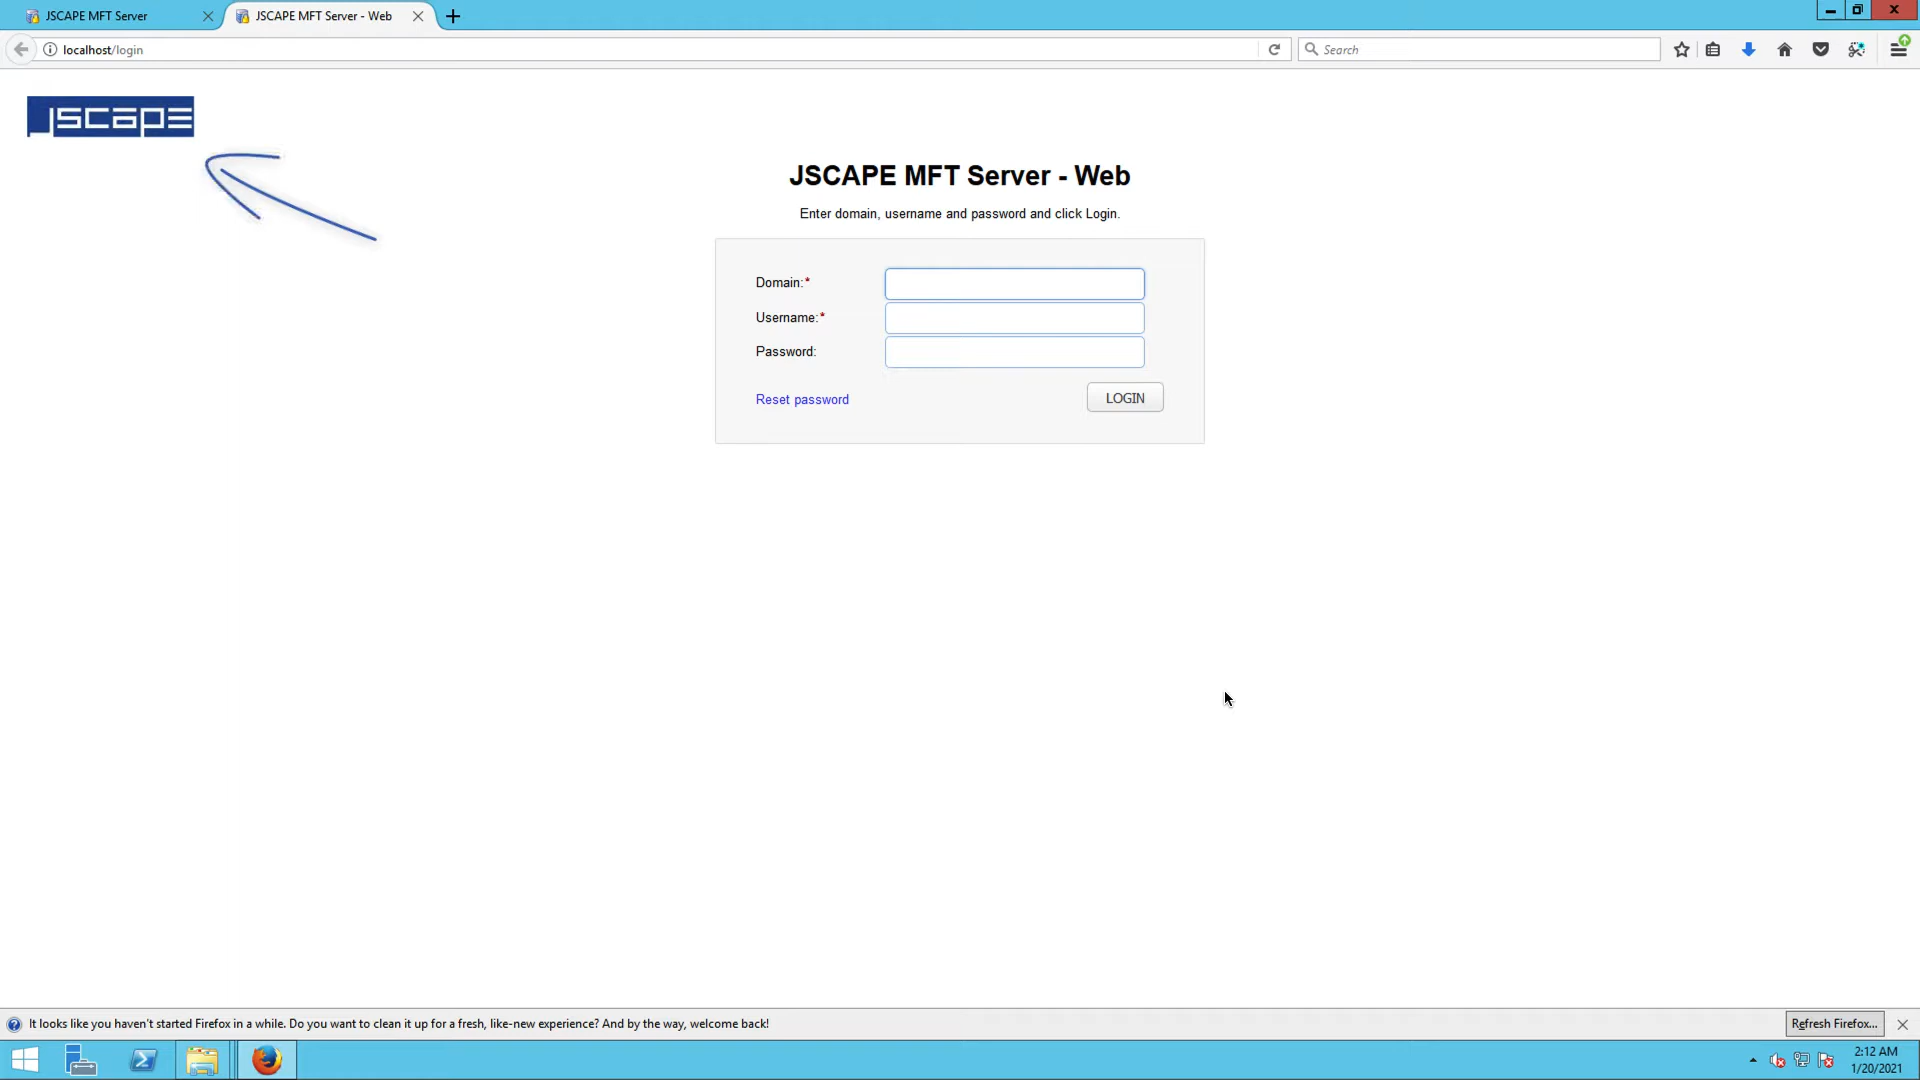 JSCAPE MFT Server
JSCAPE MFT Server - Web
localhost/login
Search
JSCAPE
JSCAPE MFT Server - Web
Enter domain, username and password and click Login.
Domain:*
Username:*
Password:
Reset password
LOGIN
It looks like you haven't started Firefox in a while. Do you want to clean it up for a fresh, like-new experience? And by the way, welcome back!
Refresh Firefox...
2:12 AM
1/20/2021